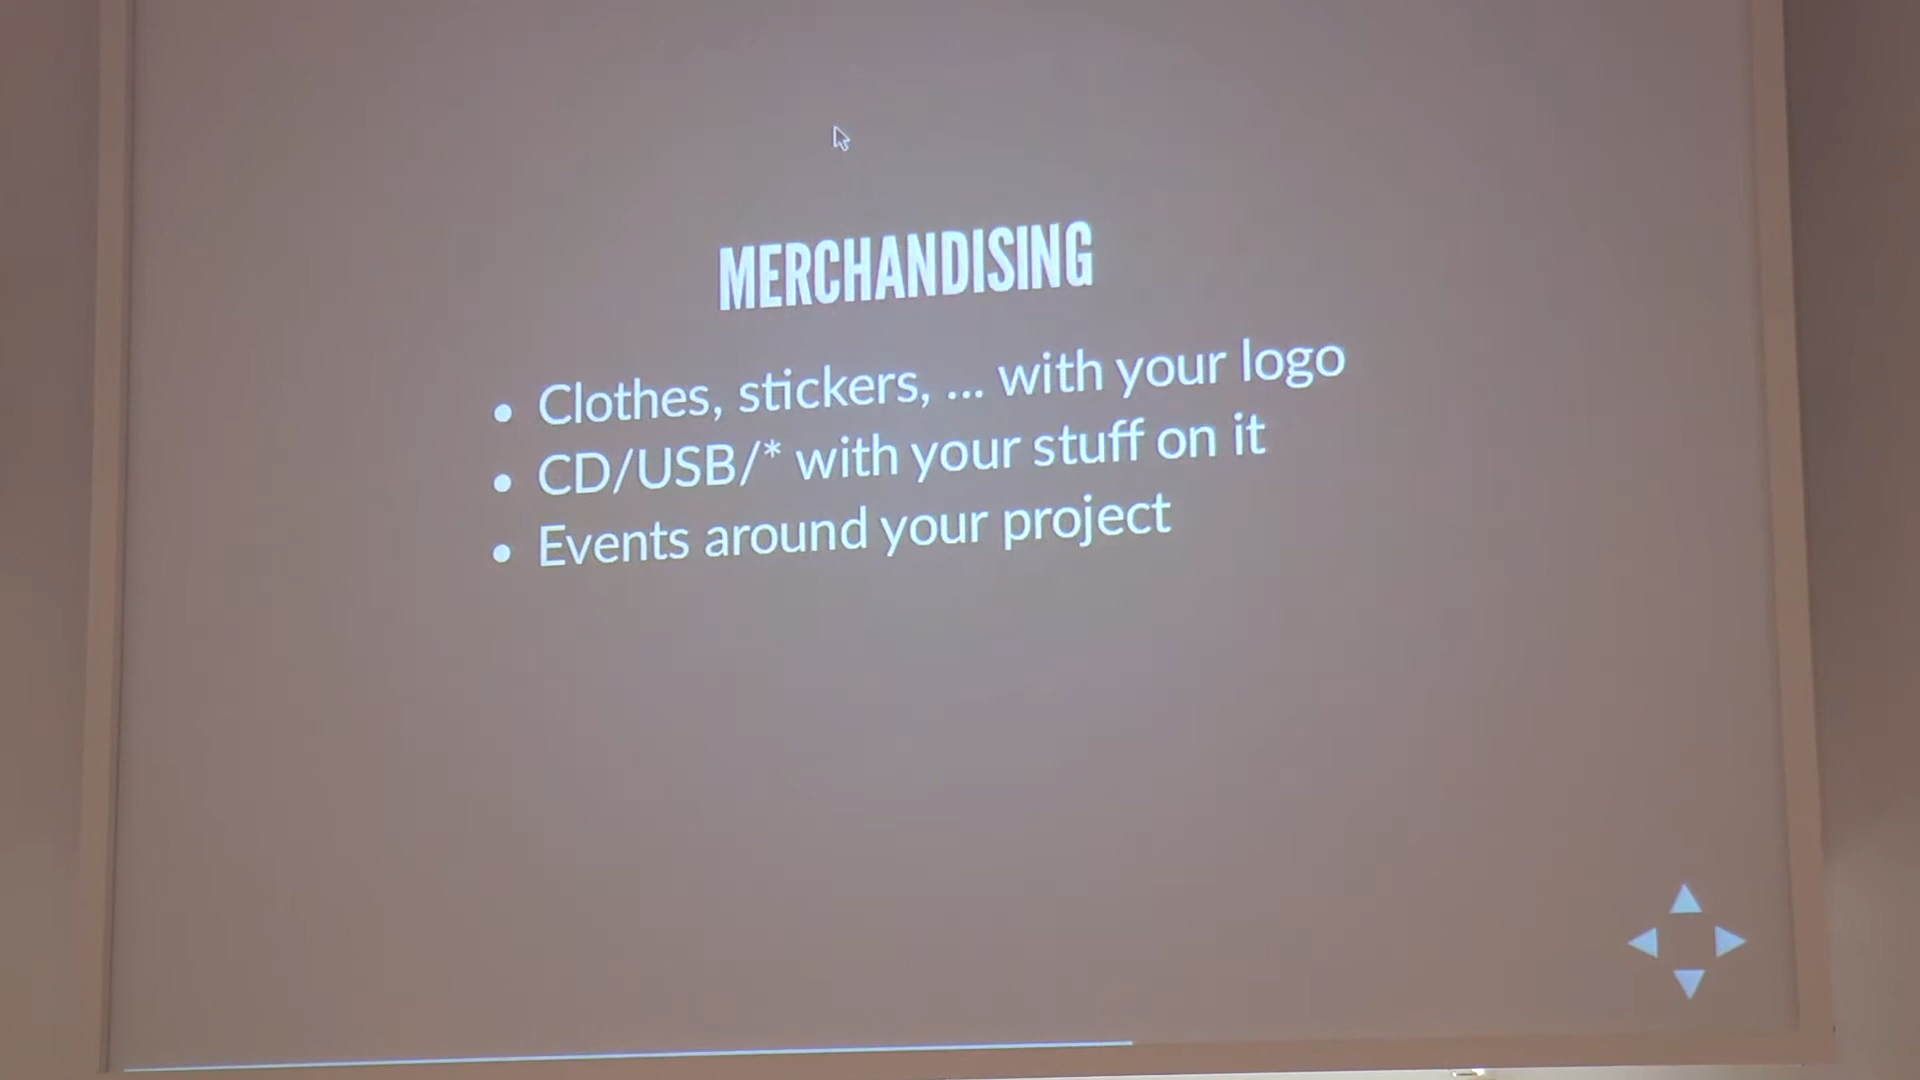 MERCHANDISING
• Clothes, stickers, ... with your logo
• CD/USB/* with your stuff on it
• Events around your project